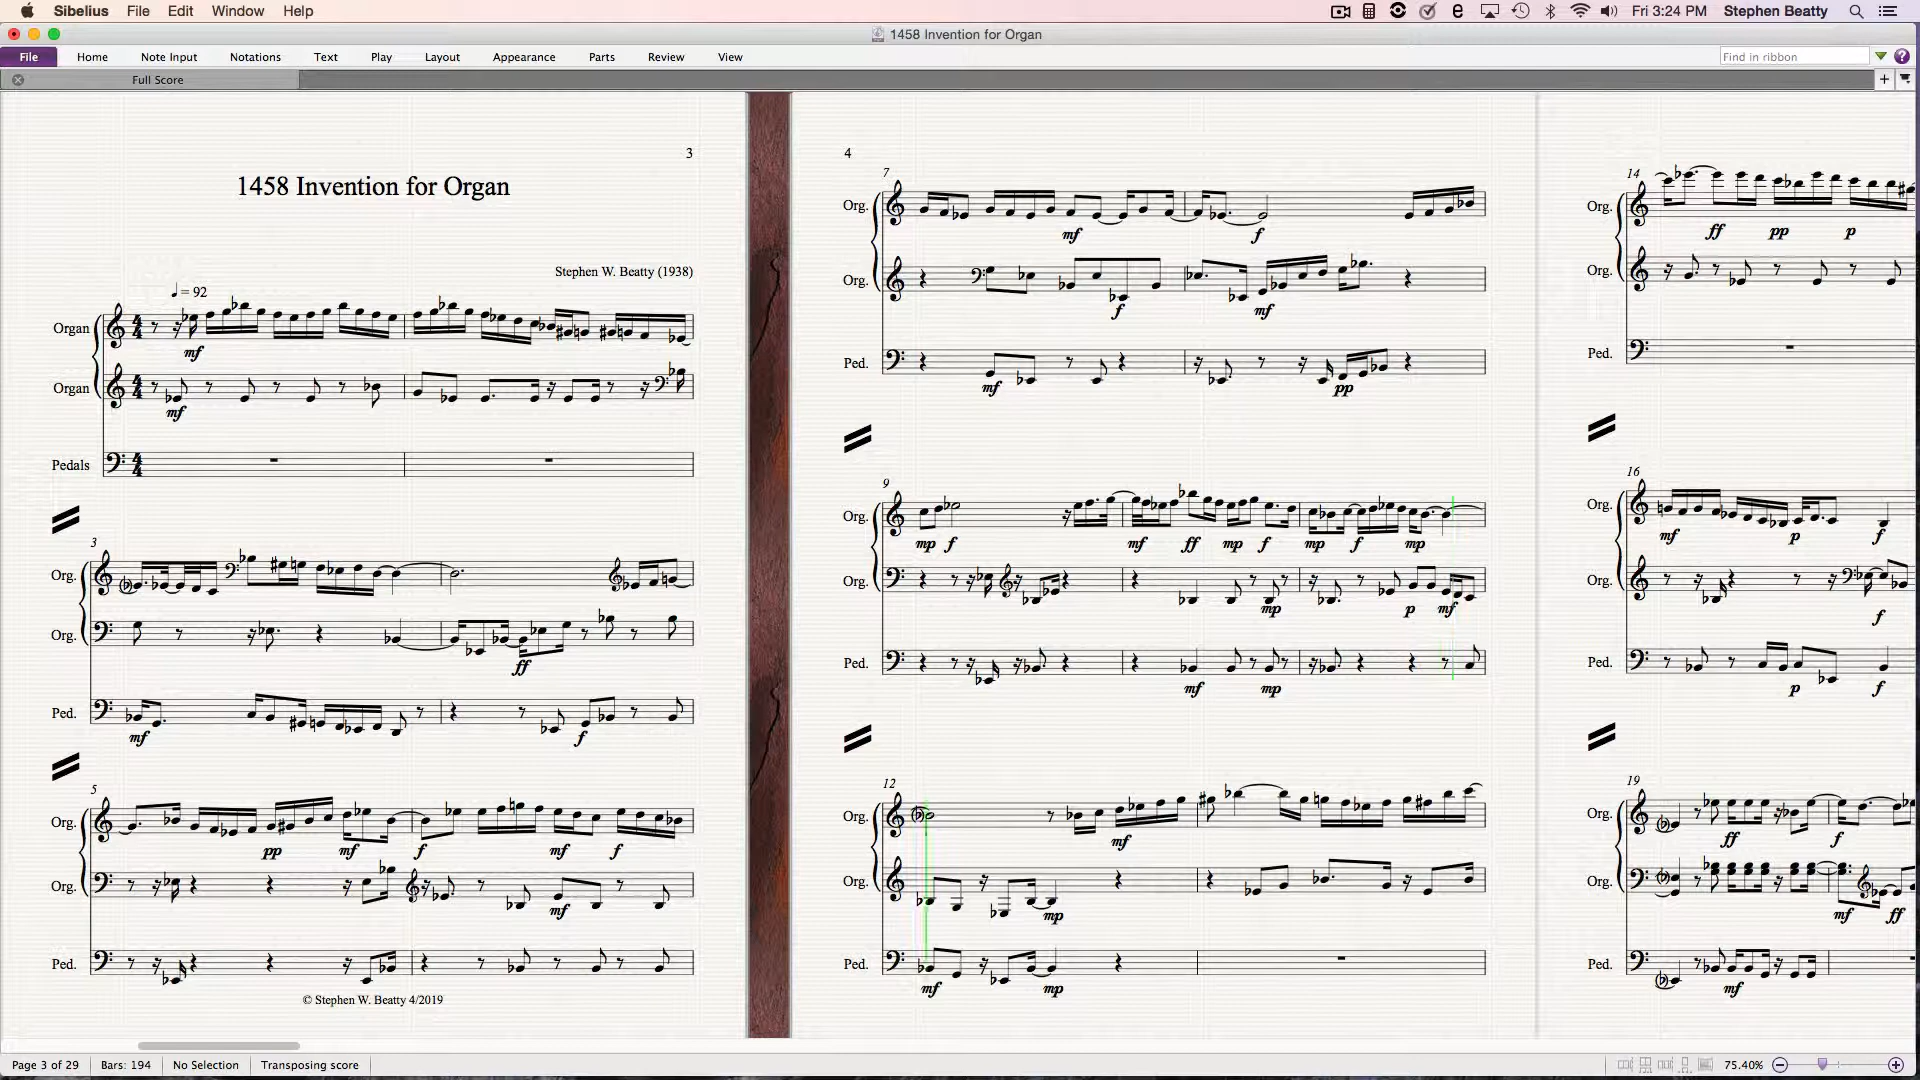 Sibelius File Edit Window Help Fri 3:24 PM Stephen Beatty
1458 Invention for Organ
File Home Note Input Notations Text Play Layout Appearance Parts Review View Find in ribbon
Full Score
3
1458 Invention for Organ
Stephen W. Beatty (1938)
= 92
4 4
Organ
mf
4 4
Organ
mf
4 4
Pedals
3
Org.
Org.
ff
Ped.
mf f
5
Org.
pp mf f mf f
Org.
mf
Ped.
© Stephen W. Beatty 4/2019
4
7
Org.
mf f
Org.
f mf
Ped.
mf pp
9
Org.
mp f mf ff mp f mp f mp
Org.
mp p mf
Ped.
mf mp
12
Org.
mf
Org.
mp
Ped.
mf mp
14
Org.
ff pp p
Org.
Ped.
16
Org.
mf p f
Org.
f
Ped.
p f
19
Org.
ff f
Org.
mf ff
Ped.
mf
Page 3 of 29 Bars: 194 No Selection Transposing score 75.40%